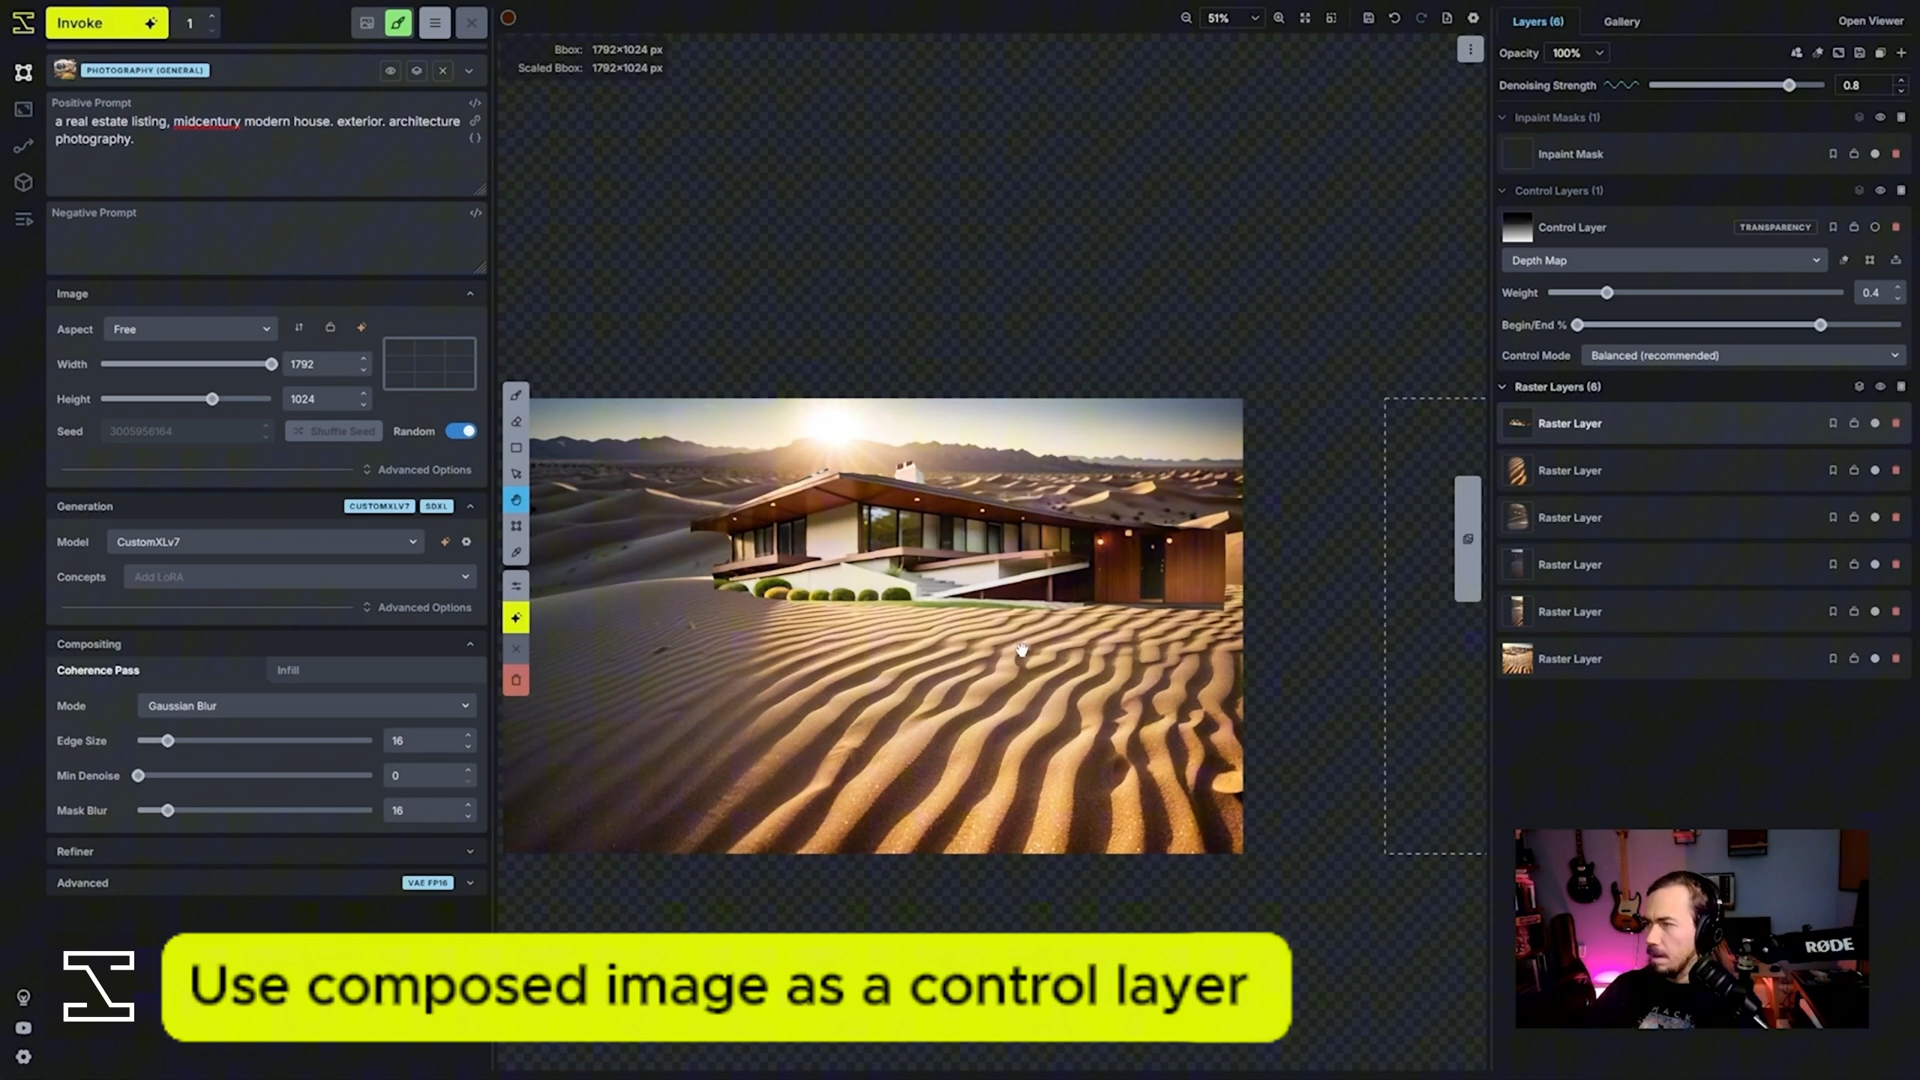 Invoke
1
51%
Layers (6)
Gallery
Open Viewer
Bbox: 1792×1024 px
Scaled Bbox: 1792×1024 px
Opacity
100%
Denoising Strength
0.8
PHOTOGRAPHY (GENERAL)
Positive Prompt
a real estate listing, midcentury modern house. exterior. architecture
photography.
Negative Prompt
Image
Aspect
Free
Width
1792
Height
1024
Seed
3005956164
Shuffle Seed
Random
Advanced Options
Generation
CUSTOMXLV7
SDXL
Model
CustomXLv7
Concepts
Add LoRA
Advanced Options
Compositing
Coherence Pass
Infill
Mode
Gaussian Blur
Edge Size
16
Min Denoise
0
Mask Blur
16
Refiner
Advanced
VAE FP16
Inpaint Masks (1)
Inpaint Mask
Control Layers (1)
Control Layer
TRANSPARENCY
Depth Map
Weight
0.4
Begin/End %
Control Mode
Balanced (recommended)
Raster Layers (6)
Raster Layer
Raster Layer
Raster Layer
Raster Layer
Raster Layer
Raster Layer
RØDE
Use composed image as a control layer